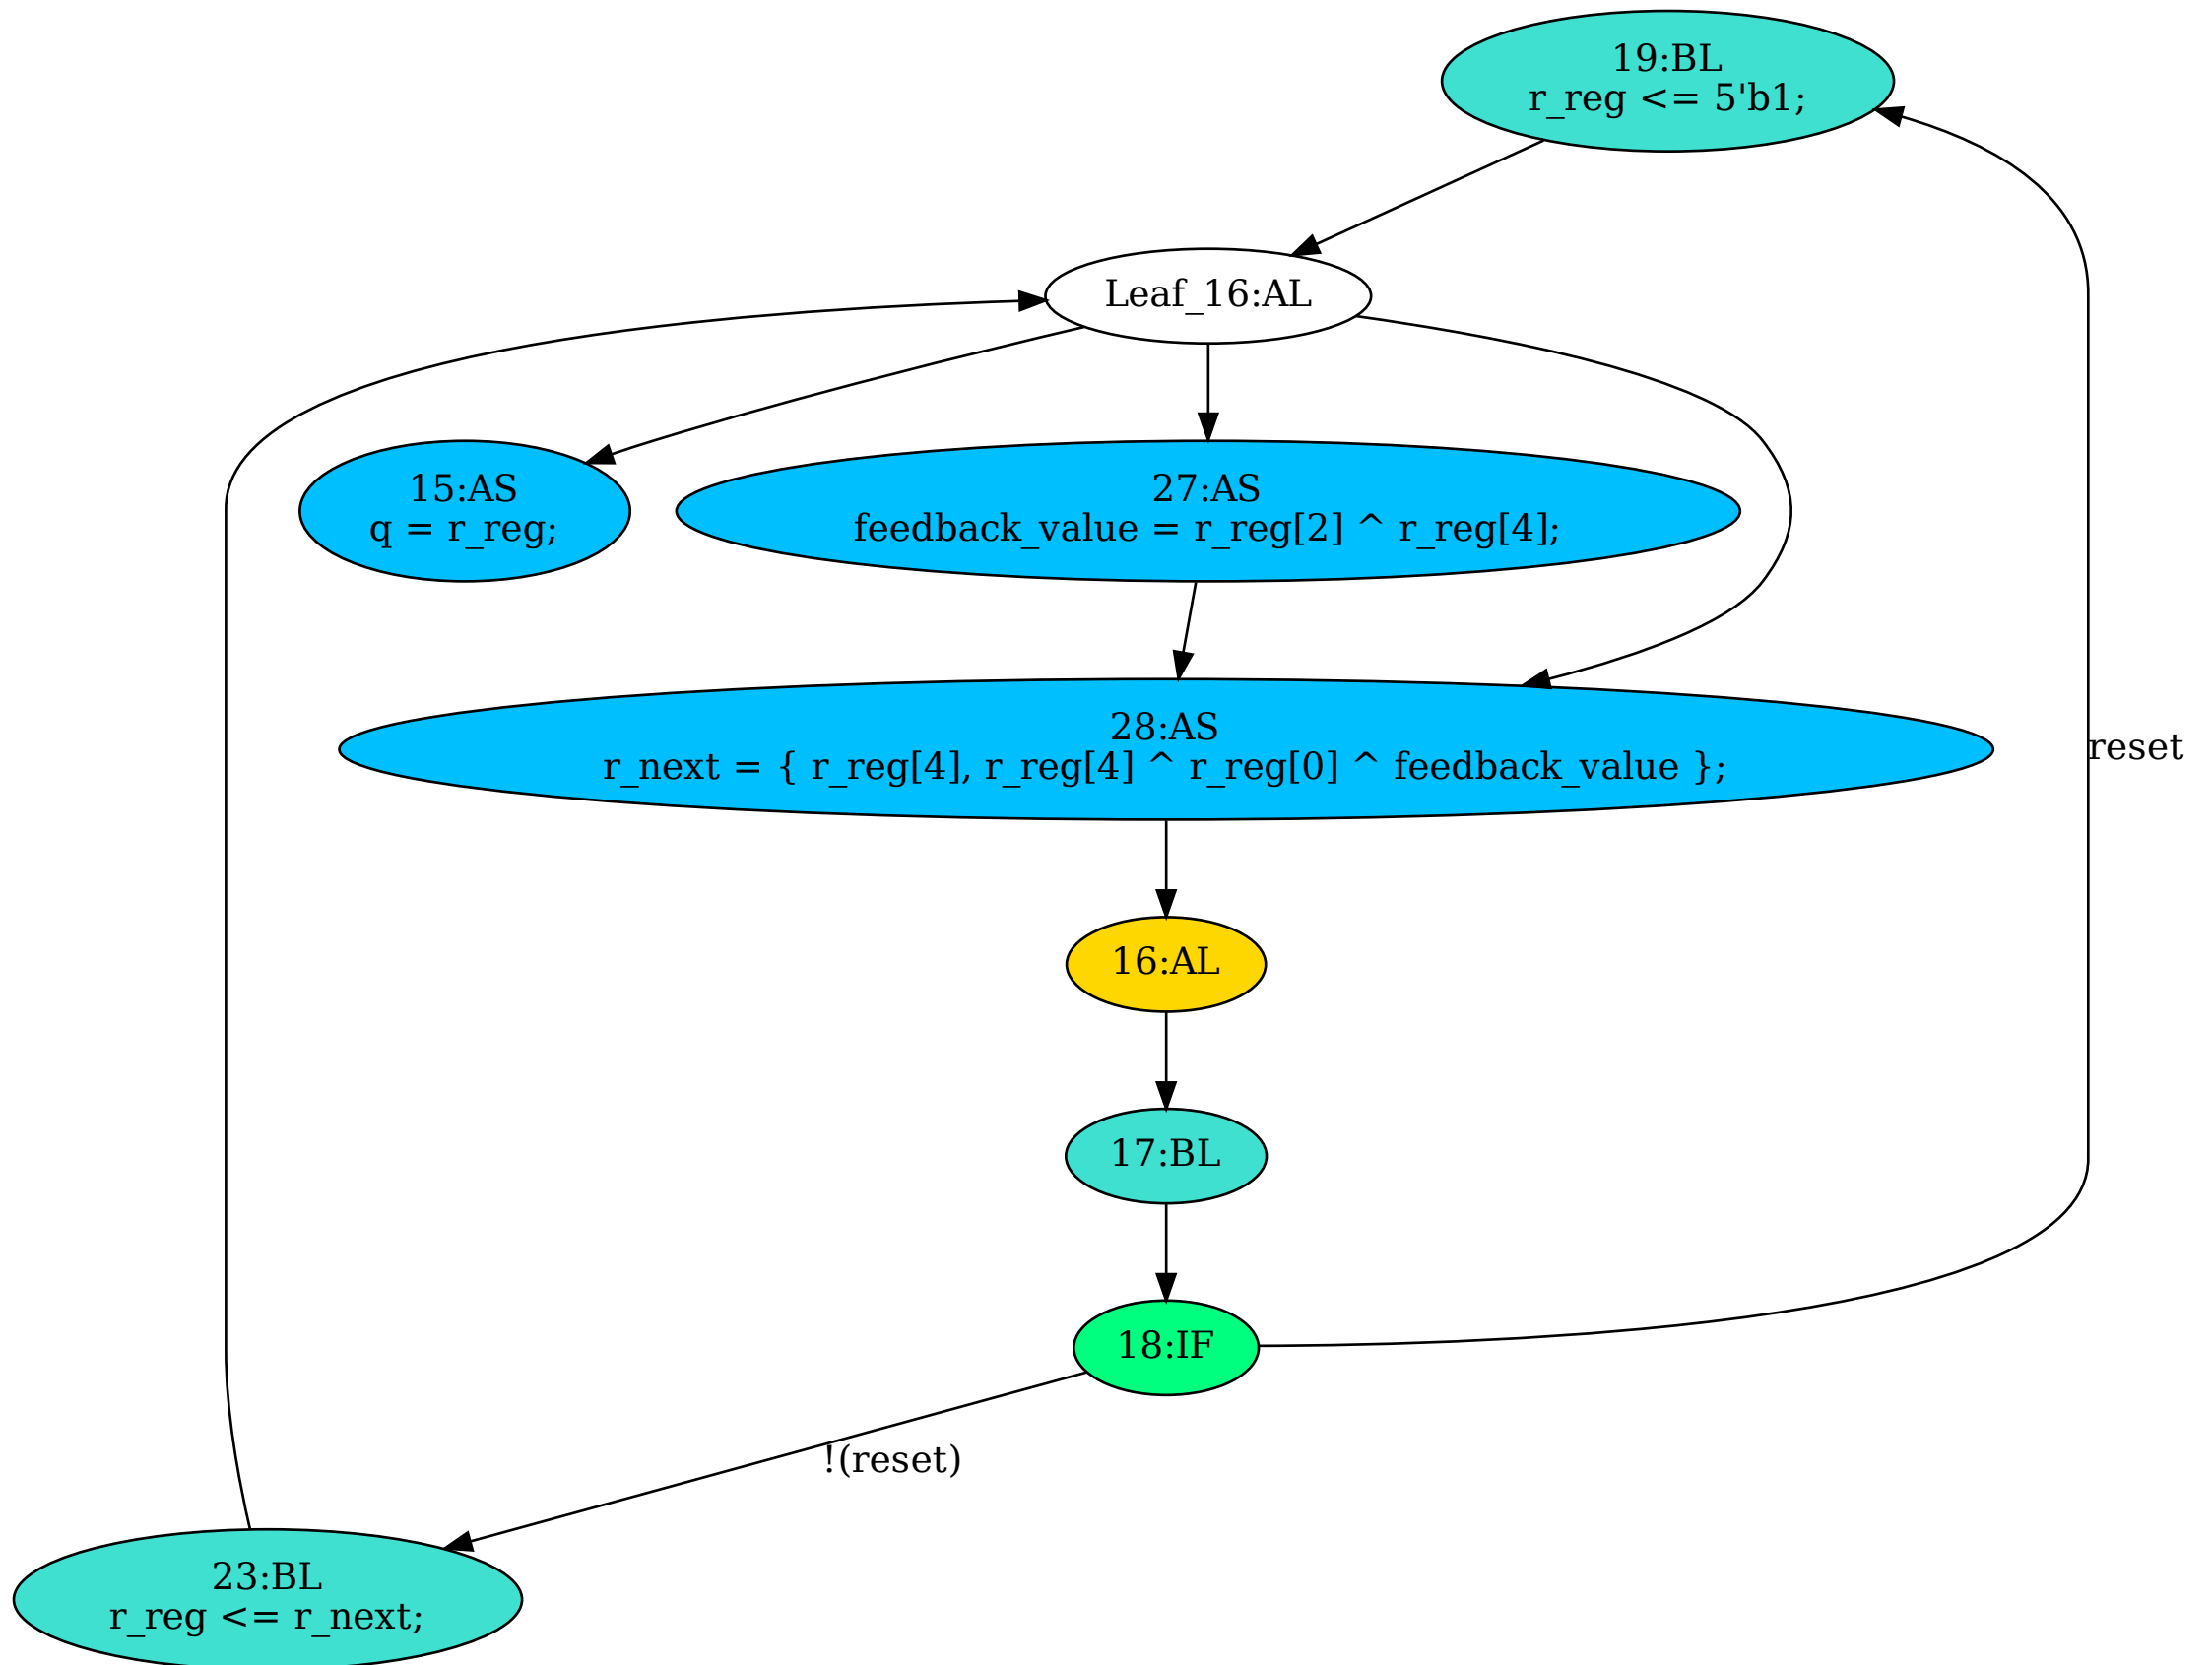 19:BL
r_reg <= 5'b1;
Leaf_16:AL
15:AS
q = r_reg;
27:AS
feedback_value = r_reg[2] ^ r_reg[4];
28:AS
r_next = { r_reg[4], r_reg[4] ^ r_reg[0] ^ feedback_value };
reset
16:AL
17:BL
18:IF
!(reset)
23:BL
r_reg <= r_next;